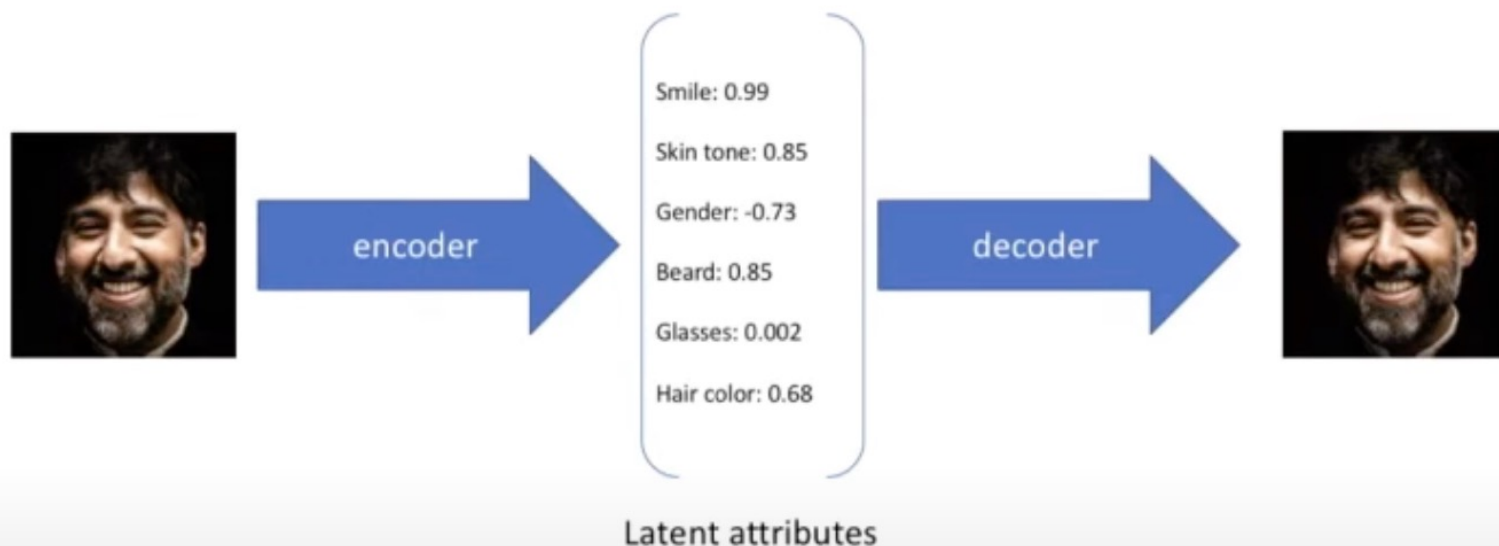 encoder
Smile: 0.99
Skin tone: 0.85
Gender: -0.73
Beard: 0.85
Glasses: 0.002
Hair color: 0.68
decoder
Latent attributes